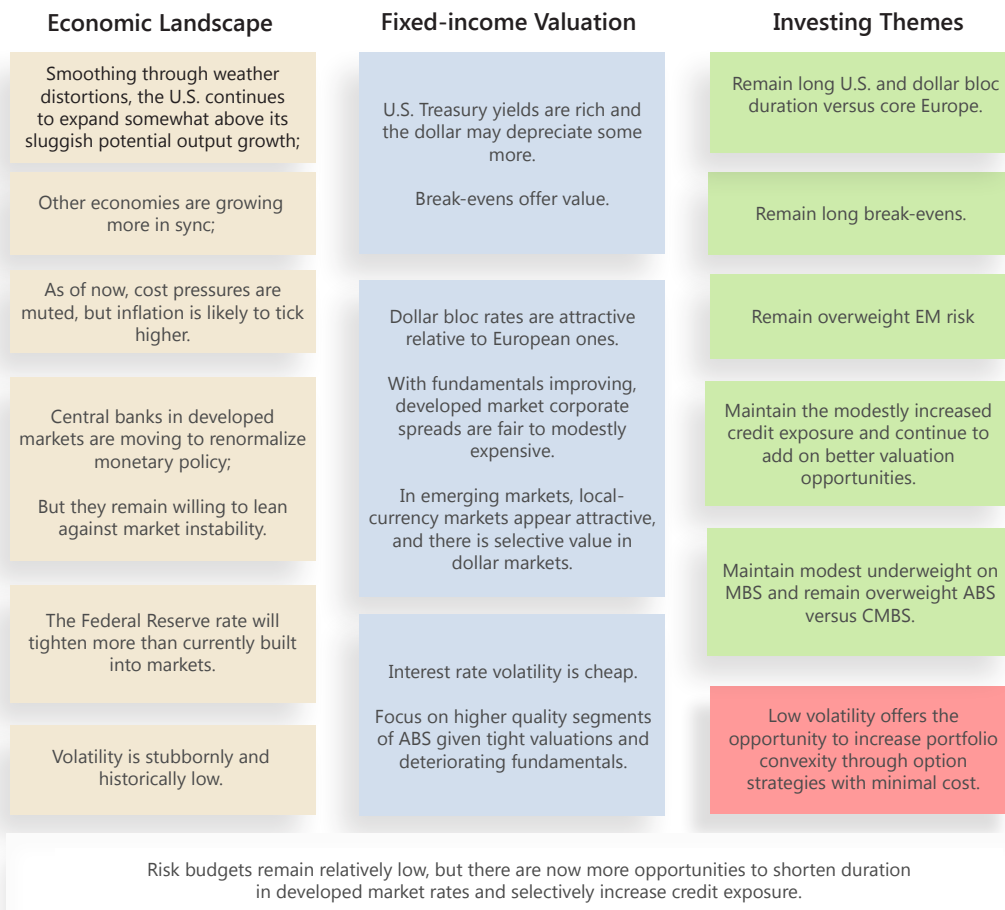 Economic Landscape
Smoothing through weather
distortions, the U.S. continues
to expand somewhat above its
sluggish potential output growth;
Other economies are growing
more in sync;
As of now, cost pressures are
muted, but inflation is likely to tick
higher.
Central banks in developed
markets are moving to renormalize
monetary policy;
But they remain willing to lean
against market instability.
The Federal Reserve rate will
tighten more than currently built
into markets.
Volatility is stubbornly and
historically low.
Fixed-income Valuation
U.S. Treasury yields are rich and
the dollar may depreciate some
more.
Break-evens offer value.
Dollar bloc rates are attractive
relative to European ones.
With fundamentals improving,
developed market corporate
spreads are fair to modestly
expensive.
In emerging markets, local-
currency markets appear attractive,
and there is selective value in
dollar markets.
Interest rate volatility is cheap.
Focus on higher quality segments
of ABS given tight valuations and
deteriorating fundamentals.
Investing Themes
Remain long U.S. and dollar bloc
duration versus core Europe.
Remain long break-evens.
Remain overweight EM risk
Maintain the modestly increased
credit exposure and continue to
add on better valuation
opportunities.
Maintain modest underweight on
MBS and remain overweight ABS
versus CMBS.
Low volatility offers the
opportunity to increase portfolio
convexity through option
strategies with minimal cost.
Risk budgets remain relatively low, but there are now more opportunities to shorten duration
in developed market rates and selectively increase credit exposure.